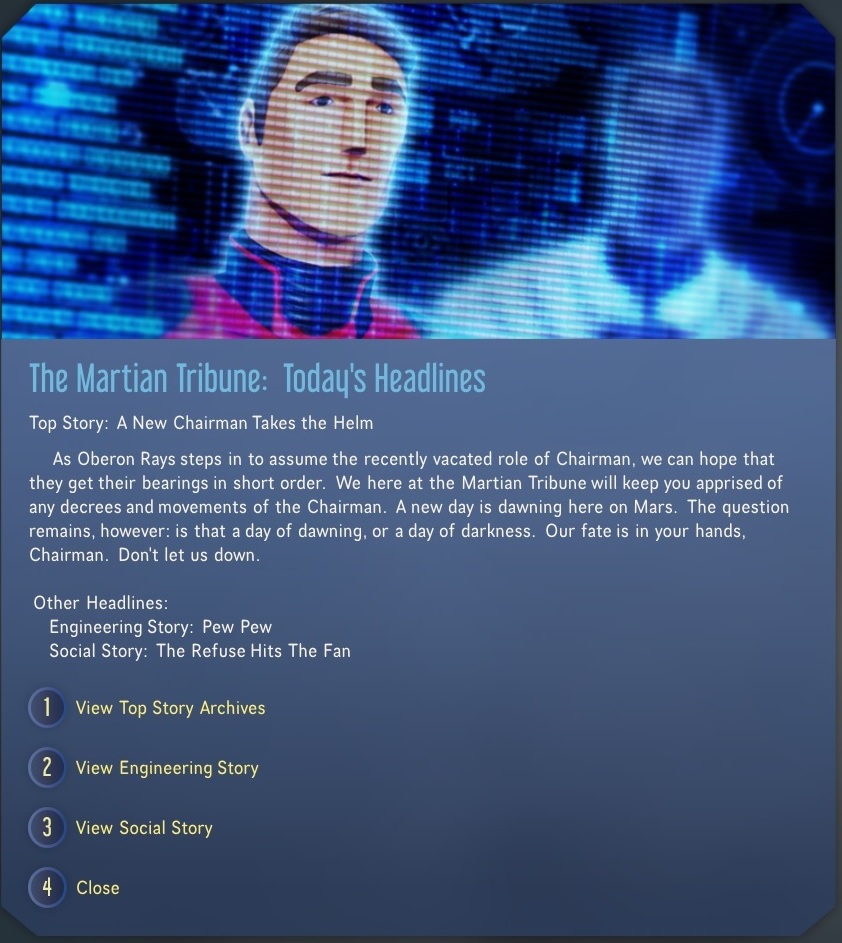 The Martian Tribune: Today's Headlines
Top Story: A New Chairman Takes the Helm
As Oberon Rays steps in to assume the recently vacated role of Chairman, we can hope that
they get their bearings in short order. We here at the Martian Tribune will keep you apprised of
any decrees and movements of the Chairman. A new day is dawning here on Mars. The question
remains, however: is that a day of dawning, or a day of darkness. Our fate is in your hands,
Chairman. Don't let us down.
Other Headlines:
Engineering Story: Pew Pew
Social Story: The Refuse Hits The Fan
1 View Top Story Archives
2 View Engineering Story
3 View Social Story
4 Close